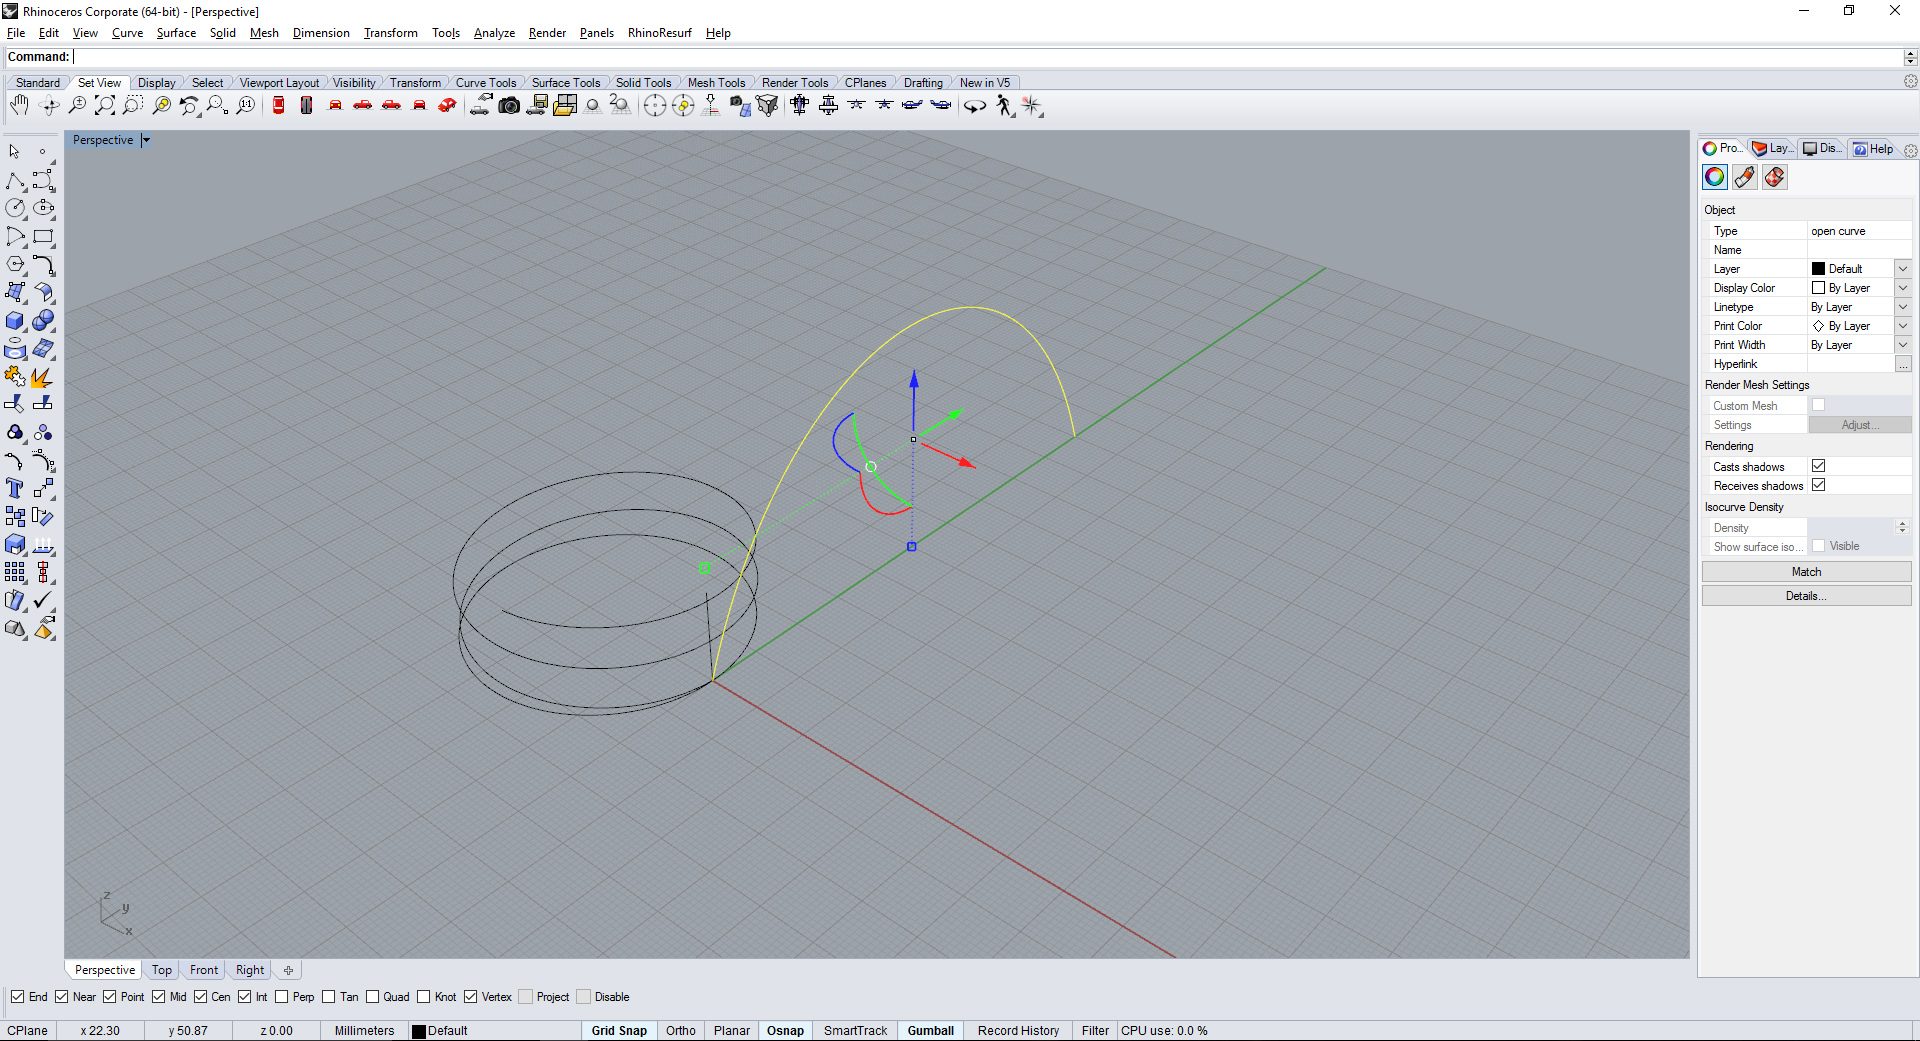 Rhinoceros Corporate (64-bit) - [Perspective]
File Edit View Curve Surface Solid Mesh Dimension Transform Tools Analyze Render Panels RhinoResurf Help
Command:
Standard Set View Display Select Viewport Layout Visibility Transform Curve Tools Surface Tools Solid Tools Mesh Tools Render Tools CPlanes Drafting New in V5
1:1 2
Perspective
Pro... Lay... Dis... Help
Object
Type open curve
Name
Layer Default
Display Color By Layer
Linetype By Layer
Print Color By Layer
Print Width By Layer
Hyperlink ...
Render Mesh Settings
Custom Mesh
Settings Adjust...
Rendering
Casts shadows
Receives shadows
Isocurve Density
Density
Show surface iso... Visible
Match
Details...
z
y
x
Perspective Top Front Right
End Near Point Mid Cen Int Perp Tan Quad Knot Vertex Project Disable
CPlane x 22.30 y 50.87 z 0.00 Millimeters Default Grid Snap Ortho Planar Osnap SmartTrack Gumball Record History Filter CPU use: 0.0 %